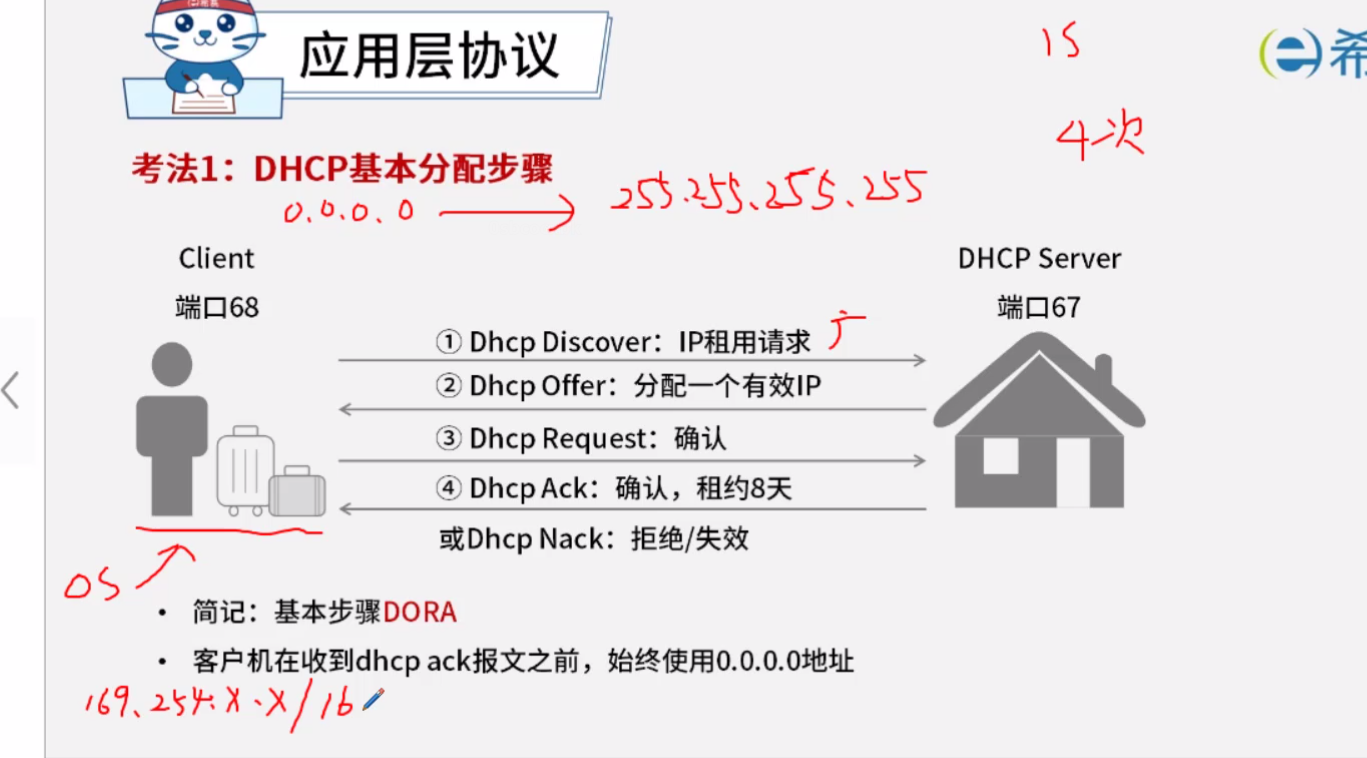 应用层协议
1S
希
4次
考法1：DHCP基本分配步骤
0.0.0.0 → 255.255.255.255
Client
DHCP Server
端口68
端口67
① Dhcp Discover：IP租用请求 广
② Dhcp Offer：分配一个有效IP
③ Dhcp Request：确认
④ Dhcp Ack：确认，租约8天
或Dhcp Nack：拒绝/失效
OS
• 简记：基本步骤DORA
• 客户机在收到dhcp ack报文之前，始终使用0.0.0.0地址
169.254.X.X/16